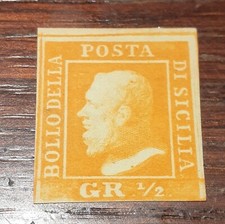 BOLLO DELLA
POSTA
DI SICILIA
GR ½